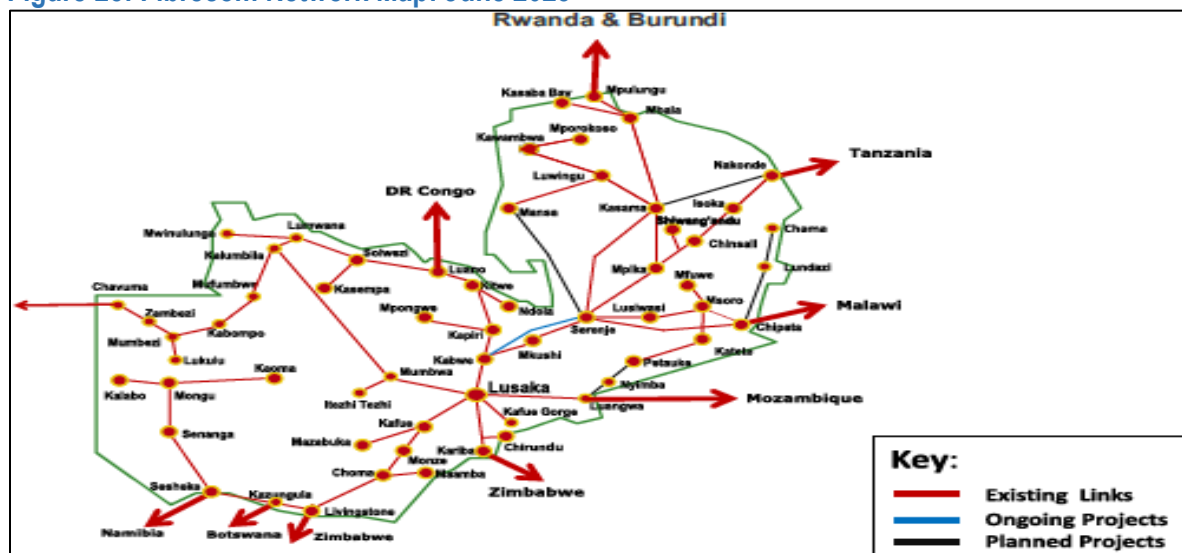 Rwanda & Burundi
Kasaba Bay
Mpulungu
Mbala
Mporokoso
Kawambwa
Nakonde
Tanzania
Luwingu
DR Congo
Mansa
Kasama
Isoka
Shiwang'andu
Chama
Mwinulunga
Lumwana
Kalumbila
Solwezi
Chinsali
Luano
Mpika
Mfuwe
Lundazi
Chavuma
Mufumbwe
Kasempa
Kitwe
Ndola
Mpongwe
Lusiwasi
Msoro
Malawi
Zambezi
Kabompo
Kapiri
Serenje
Chipata
Mumbezi
Mkushi
Katete
Lukulu
Kabwe
Petauke
Kaoma
Mumbwa
Nyimba
Kalabo
Mongu
Itezhi Tezhi
Lusaka
Luangwa
Mozambique
Kafue
Kafue Gorge
Senanga
Mazabuka
Kariba
Chirundu
Monze
Choma
Maamba
Sesheke
Kazungula
Livingstone
Zimbabwe
Namibia
Botswana
Zimbabwe
Key:
Existing Links
Ongoing Projects
Planned Projects